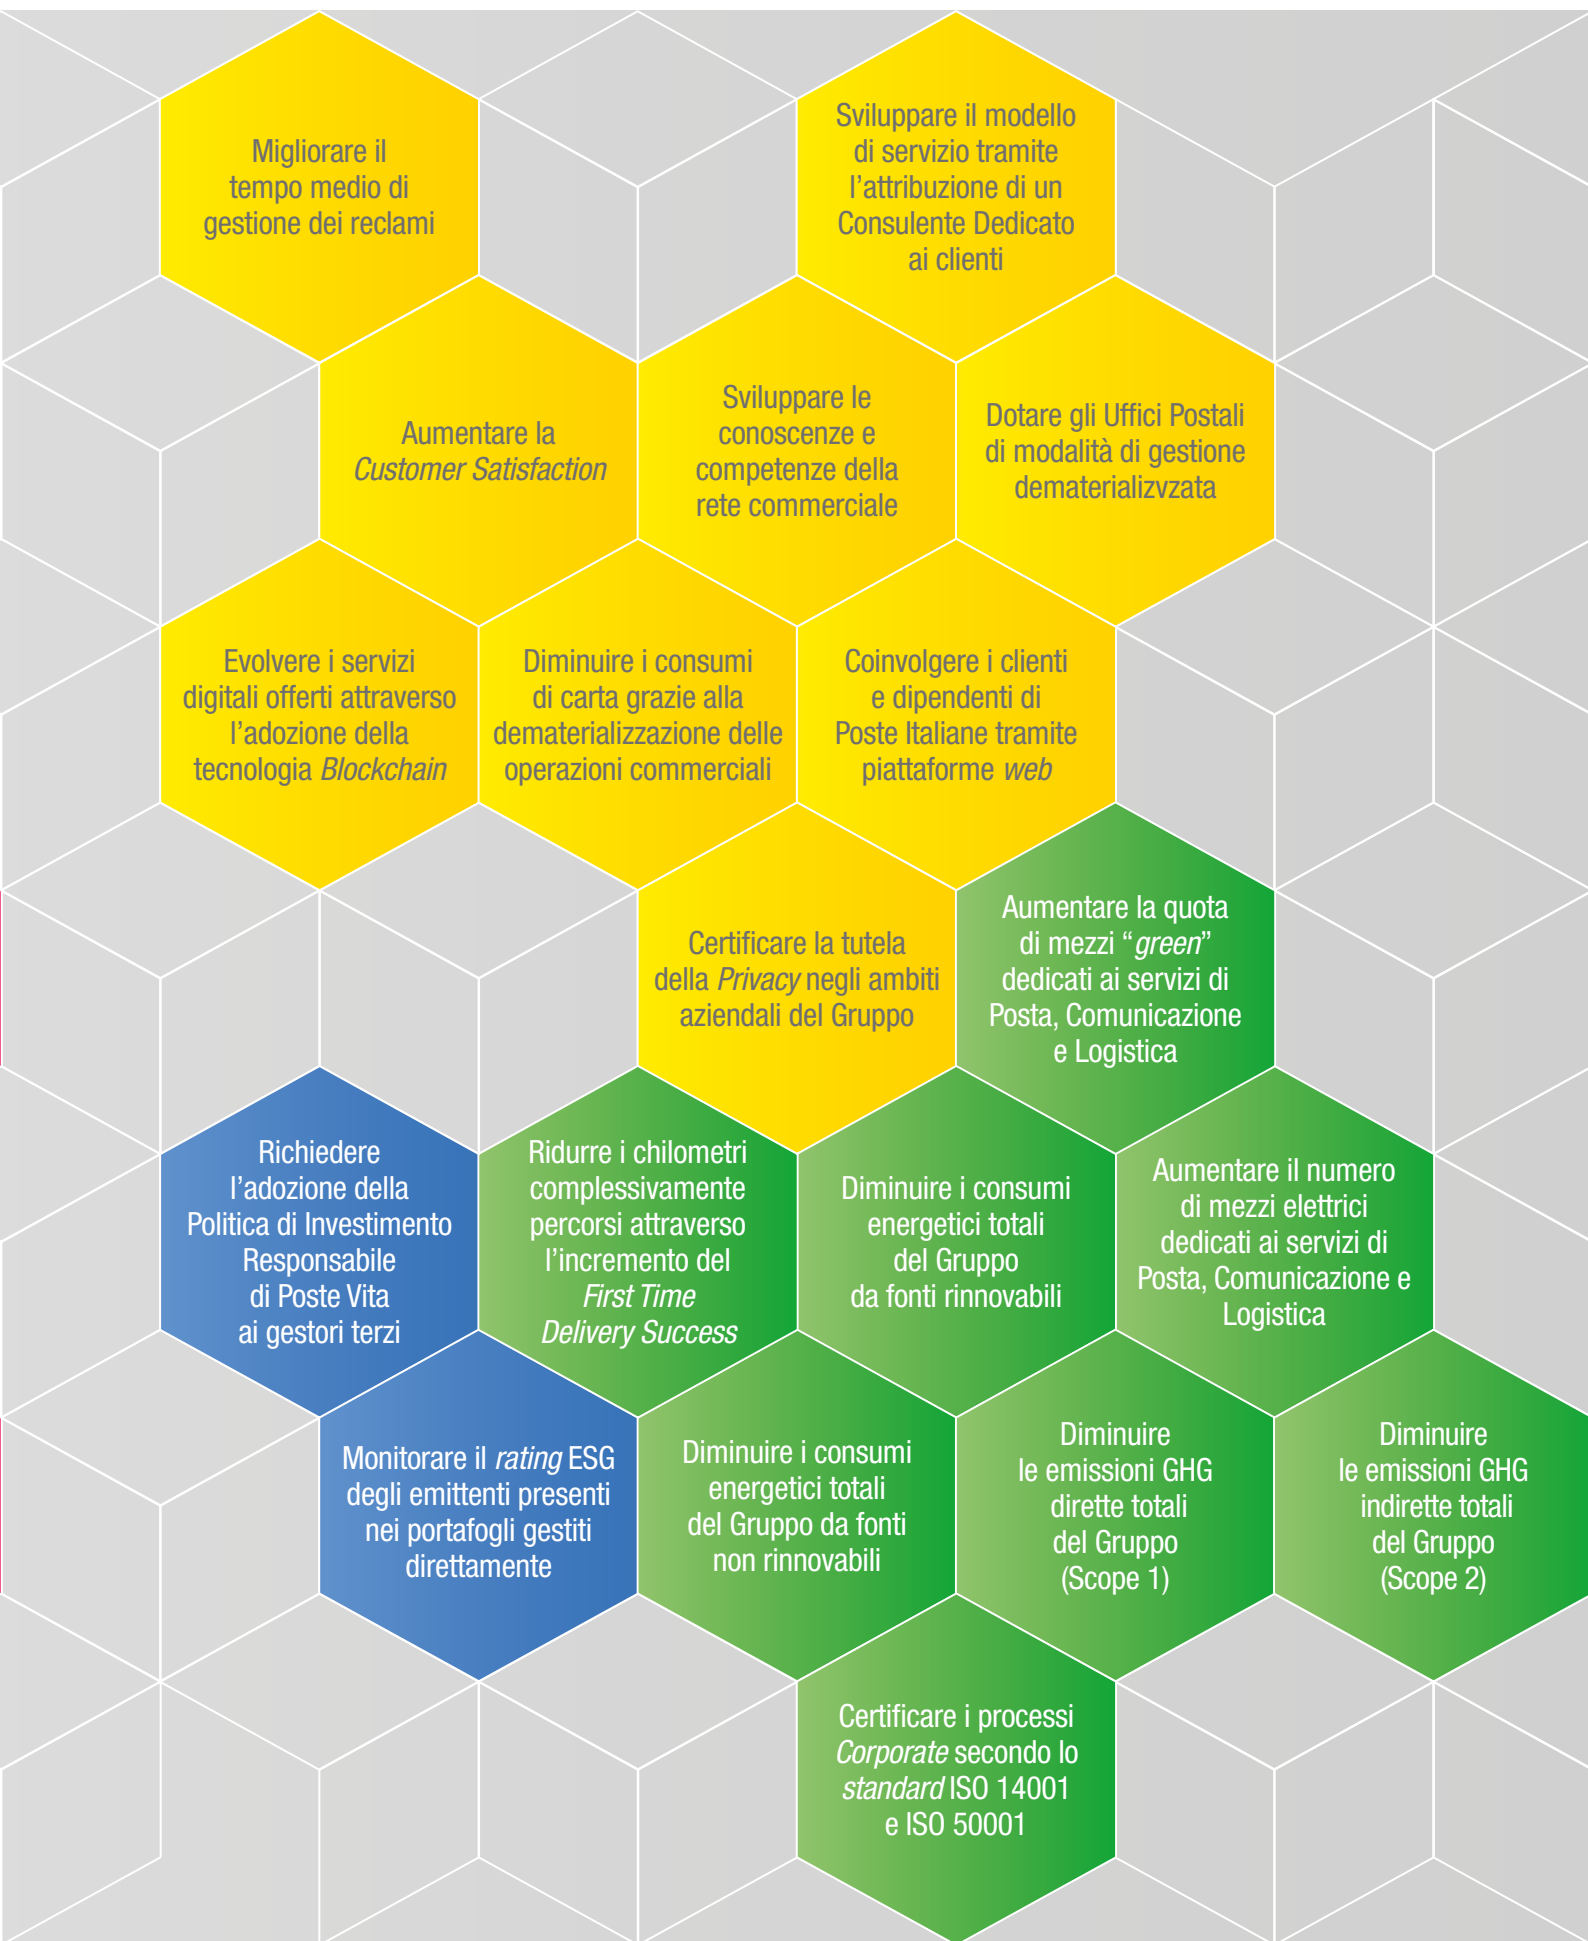 Migliorare il
tempo medio di
gestione dei reclami
Sviluppare il modello
di servizio tramite
l’attribuzione di un
Consulente Dedicato
ai clienti
Aumentare la
Customer Satisfaction
Sviluppare le
conoscenze e
competenze della
rete commerciale
Dotare gli Uffici Postali
di modalità di gestione
dematerializvzata
Evolvere i servizi
digitali offerti attraverso
l’adozione della
tecnologia Blockchain
Diminuire i consumi
di carta grazie alla
dematerializzazione delle
operazioni commerciali
Coinvolgere i clienti
e dipendenti di
Poste Italiane tramite
piattaforme web
Certificare la tutela
della Privacy negli ambiti
aziendali del Gruppo
Aumentare la quota
di mezzi “green”
dedicati ai servizi di
Posta, Comunicazione
e Logistica
Richiedere
l’adozione della
Politica di Investimento
Responsabile
di Poste Vita
ai gestori terzi
Ridurre i chilometri
complessivamente
percorsi attraverso
l’incremento del
First Time
Delivery Success
Diminuire i consumi
energetici totali
del Gruppo
da fonti rinnovabili
Aumentare il numero
di mezzi elettrici
dedicati ai servizi di
Posta, Comunicazione e
Logistica
Monitorare il rating ESG
degli emittenti presenti
nei portafogli gestiti
direttamente
Diminuire i consumi
energetici totali
del Gruppo da fonti
non rinnovabili
Diminuire
le emissioni GHG
dirette totali
del Gruppo
(Scope 1)
Diminuire
le emissioni GHG
indirette totali
del Gruppo
(Scope 2)
Certificare i processi
Corporate secondo lo
standard ISO 14001
e ISO 50001